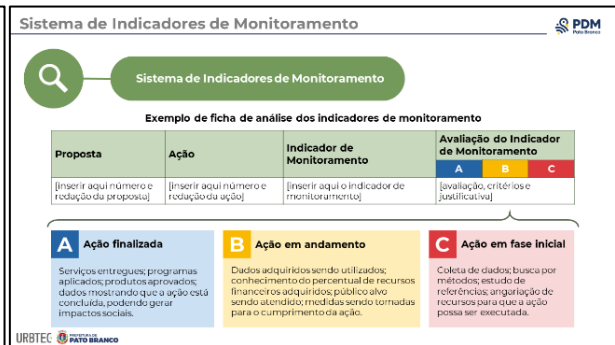 Sistema de Indicadores de Monitoramento
PDM
Pato Branco
Sistema de Indicadores de Monitoramento
Exemplo de ficha de análise dos indicadores de monitoramento
Proposta
Ação
Indicador de
Monitoramento
Avaliação do Indicador
de Monitoramento
A B C
[inserir aqui número e
redação da proposta]
[inserir aqui número e
redação da ação]
[inserir aqui o indicador de
monitoramento]
[avaliação, critérios e
justificativa]
A Ação finalizada
Serviços entregues; programas
aplicados; produtos aprovados;
dados mostrando que a ação está
concluída, podendo gerar
impactos sociais.
B Ação em andamento
Dados adquiridos sendo utilizados;
conhecimento do percentual de recursos
financeiros adquiridos; público alvo
sendo atendido; medidas sendo tomadas
para o cumprimento da ação.
C Ação em fase inicial
Coleta de dados; busca por
métodos; estudo de
referências; angariação de
recursos para que a ação
possa ser executada.
URBTEC
PREFEITURA DE
PATO BRANCO